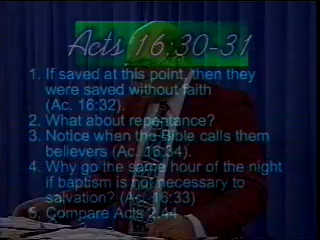 Acts 16:30-31
1. If saved at this point, then they
were saved without faith
(Ac. 16:32).
2. What about repentance?
3. Notice when the Bible calls them
believers (Ac. 16:34).
4. Why go the same hour of the night
if baptism is not necessary to
salvation? (Ac. 16:33)
5. Compare Acts 2:44